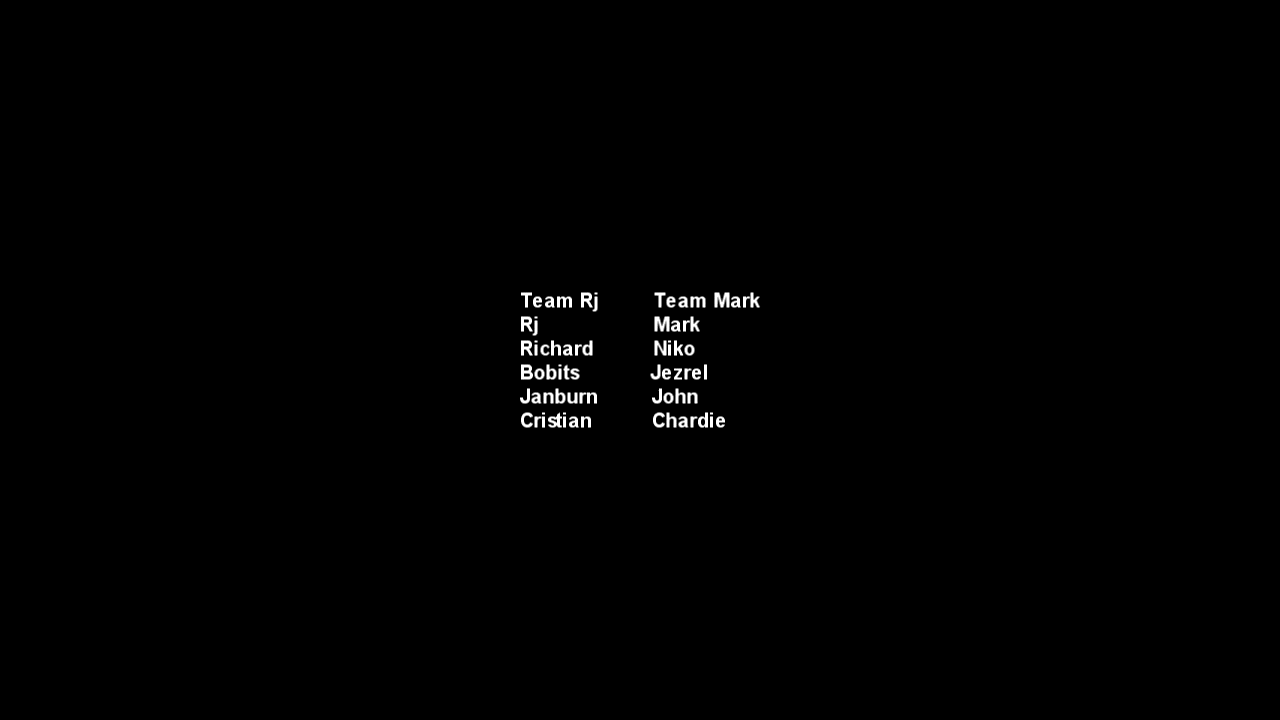 Team Rj Team Mark
Rj Mark
Richard Niko
Bobits Jezrel
Janburn John
Cristian Chardie